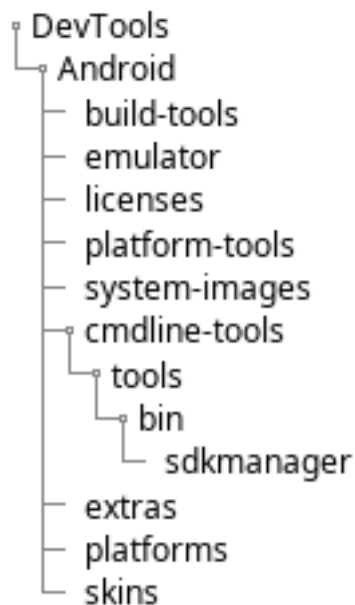 DevTools
Android
build-tools
emulator
licenses
platform-tools
system-images
cmdline-tools
tools
bin
sdkmanager
extras
platforms
skins